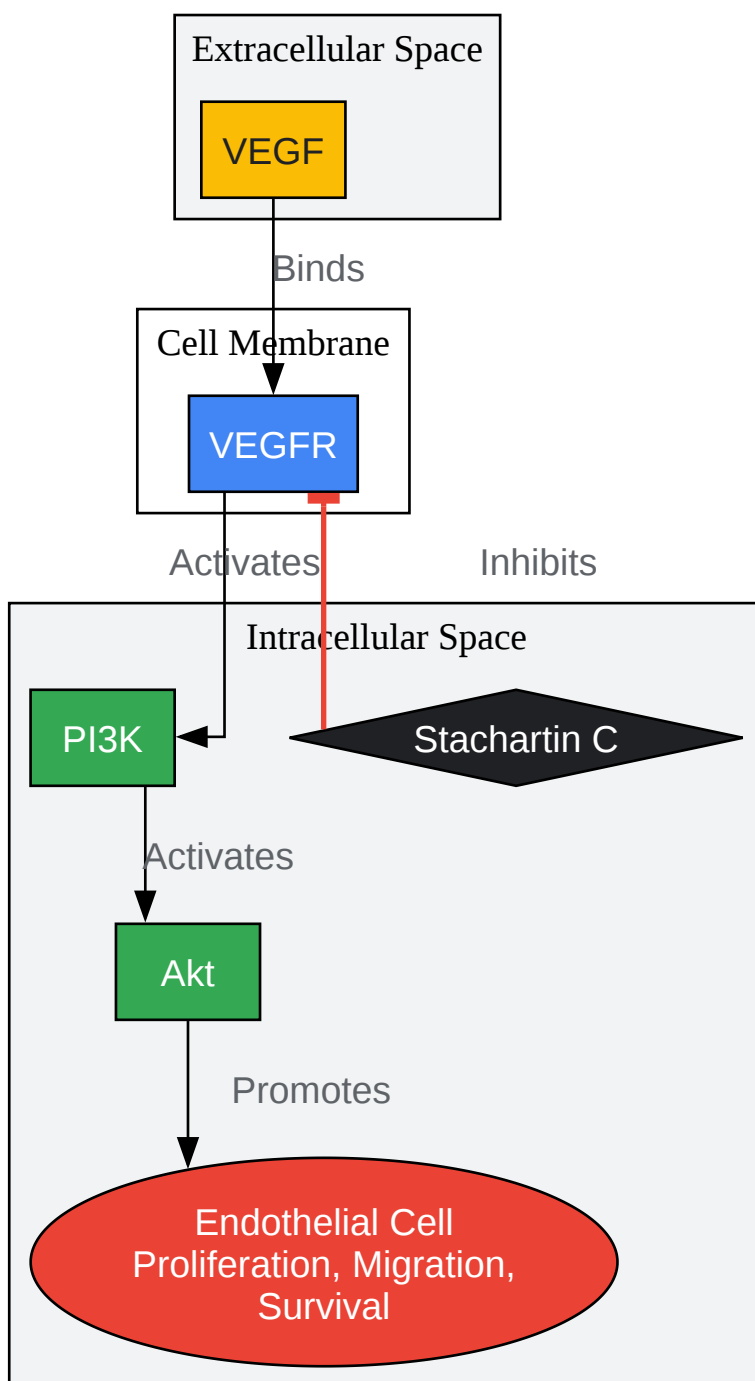 Extracellular Space
VEGF
Binds
Cell Membrane
VEGFR
Activates
Inhibits
Intracellular Space
PI3K
Stachartin C
Activates
Akt
Promotes
Endothelial Cell
Proliferation, Migration,
Survival